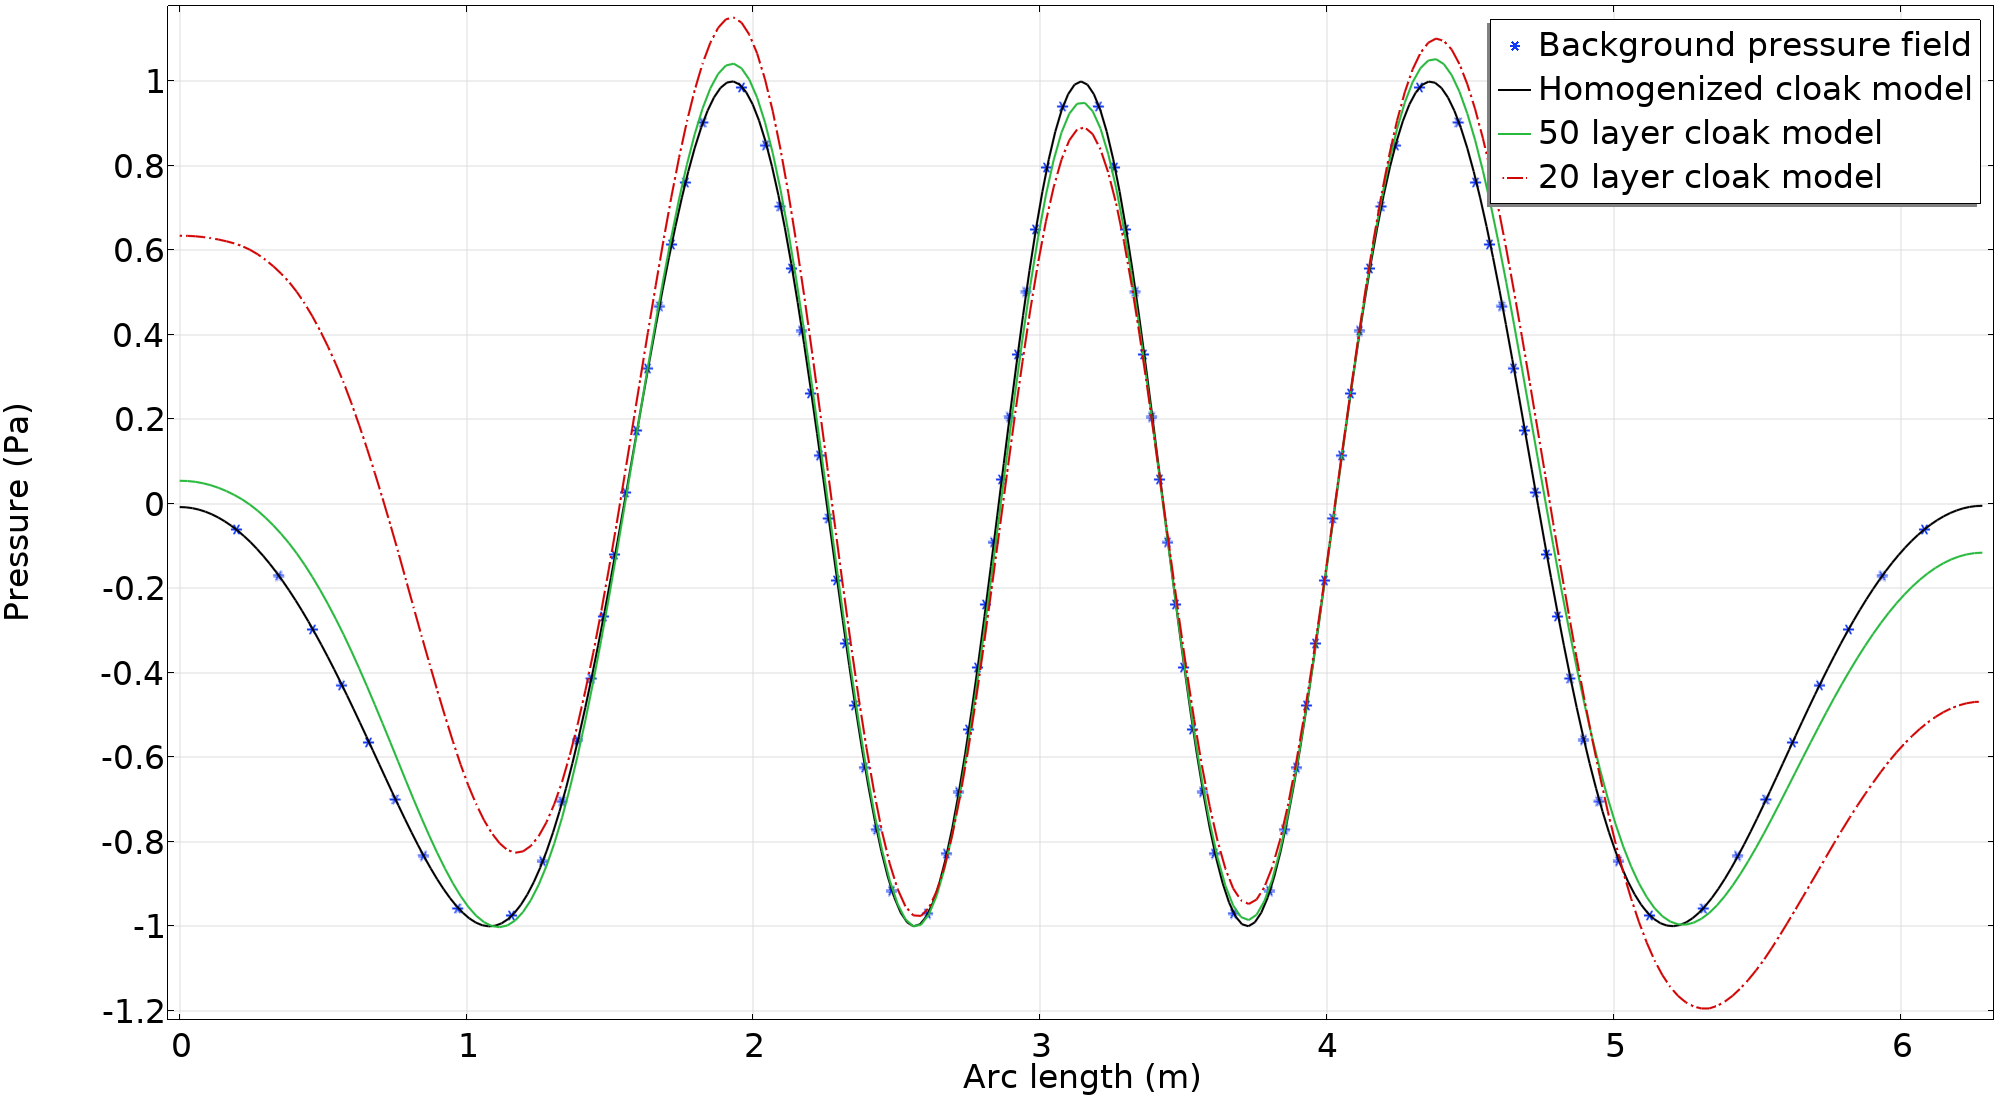 Background pressure field
Homogenized cloak model
50 layer cloak model
20 layer cloak model
1
0.8
0.6
0.4
0.2
0
-0.2
-0.4
-0.6
-0.8
-1
-1.2
Pressure (Pa)
0 1 2 3 4 5 6
Arc length (m)